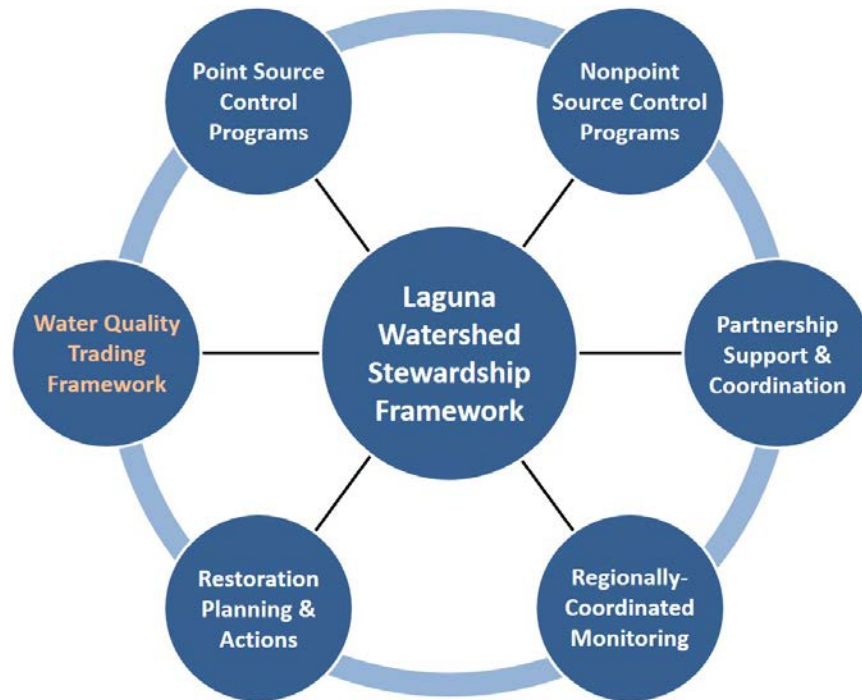 Point Source
Control
Programs
Nonpoint
Source Control
Programs
Laguna
Watershed
Stewardship
Framework
Water Quality
Trading
Framework
Partnership
Support &
Coordination
Restoration
Planning &
Actions
Regionally-
Coordinated
Monitoring